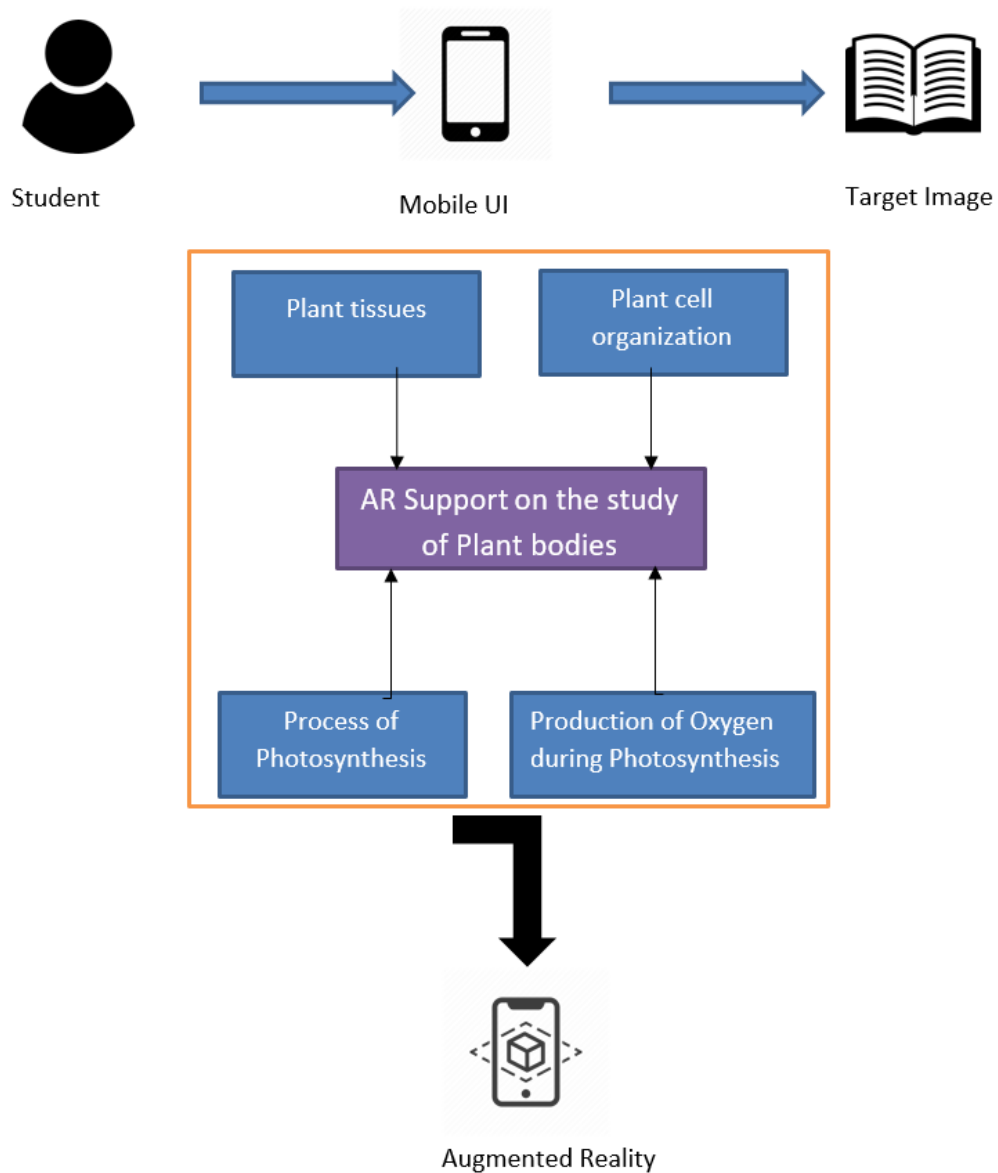 Student
Mobile UI
Target Image
Plant tissues
Plant cell
organization
AR Support on the study
of Plant bodies
Process of
Photosynthesis
Production of Oxygen
during Photosynthesis
Augmented Reality